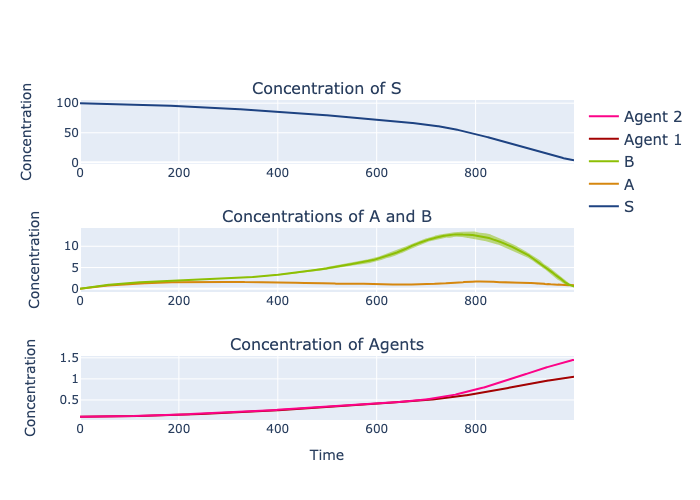 Concentration of S
Concentration
100
50
0
0 200 400 600 800
Agent 2
Agent 1
B
A
S
Concentrations of A and B
Concentration
10
5
0
0 200 400 600 800
Concentration of Agents
Concentration
1.5
1
0.5
0 200 400 600 800
Time